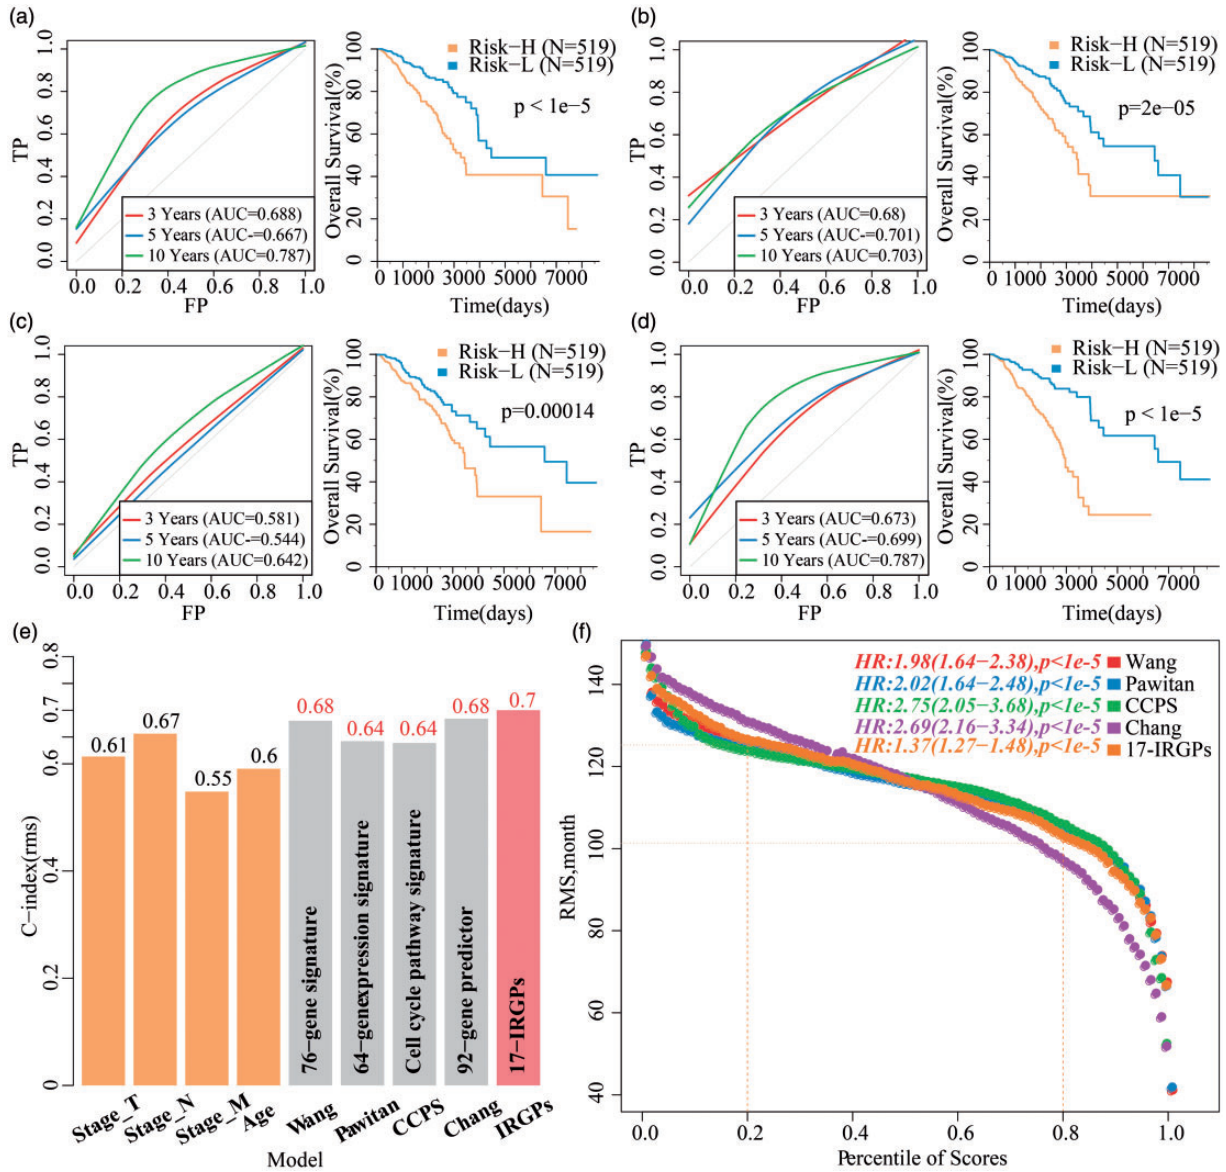 (a)
TP
0.0 0.2 0.4 0.6 0.8 1.0
3 Years (AUC=0.688)
5 Years (AUC-=0.667)
10 Years (AUC=0.787)
0.0 0.2 0.4 0.6 0.8 1.0
FP
Overall Survival(%)
0 20 40 60 80 100
Risk-H (N=519)
Risk-L (N=519)
p < 1e-5
0 1000 3000 5000 7000
Time(days)
(b)
TP
0.0 0.2 0.4 0.6 0.8 1.0
3 Years (AUC=0.68)
5 Years (AUC-=0.701)
10 Years (AUC=0.703)
0.0 0.2 0.4 0.6 0.8 1.0
FP
Overall Survival(%)
0 20 40 60 80 100
Risk-H (N=519)
Risk-L (N=519)
p=2e-05
0 1000 3000 5000 7000
Time(days)
(c)
TP
0.0 0.2 0.4 0.6 0.8 1.0
3 Years (AUC=0.581)
5 Years (AUC-=0.544)
10 Years (AUC=0.642)
0.0 0.2 0.4 0.6 0.8 1.0
FP
Overall Survival(%)
0 20 40 60 80 100
Risk-H (N=519)
Risk-L (N=519)
p=0.00014
0 1000 3000 5000 7000
Time(days)
(d)
TP
0.0 0.2 0.4 0.6 0.8 1.0
3 Years (AUC=0.673)
5 Years (AUC-=0.699)
10 Years (AUC=0.787)
0.0 0.2 0.4 0.6 0.8 1.0
FP
Overall Survival(%)
0 20 40 60 80 100
Risk-H (N=519)
Risk-L (N=519)
p < 1e-5
0 1000 3000 5000 7000
Time(days)
(e)
C-index(rms)
0 0.2 0.4 0.6 0.7 0.8
0.61 0.67 0.55 0.6 0.68 0.64 0.64 0.68 0.7
76-gene signature
64-genexpression signature
Cell cycle pathway signature
92-gene predictor
17-IRGPs
Stage_T Stage_N Stage_M Age Wang Pawitan CCPS Chang IRGPs
Model
(f)
RMS,month
40 60 80 100 120 140
HR:1.98(1.64-2.38),p<1e-5 Wang
HR:2.02(1.64-2.48),p<1e-5 Pawitan
HR:2.75(2.05-3.68),p<1e-5 CCPS
HR:2.69(2.16-3.34),p<1e-5 Chang
HR:1.37(1.27-1.48),p<1e-5 17-IRGPs
0.0 0.2 0.4 0.6 0.8 1.0
Percentile of Scores